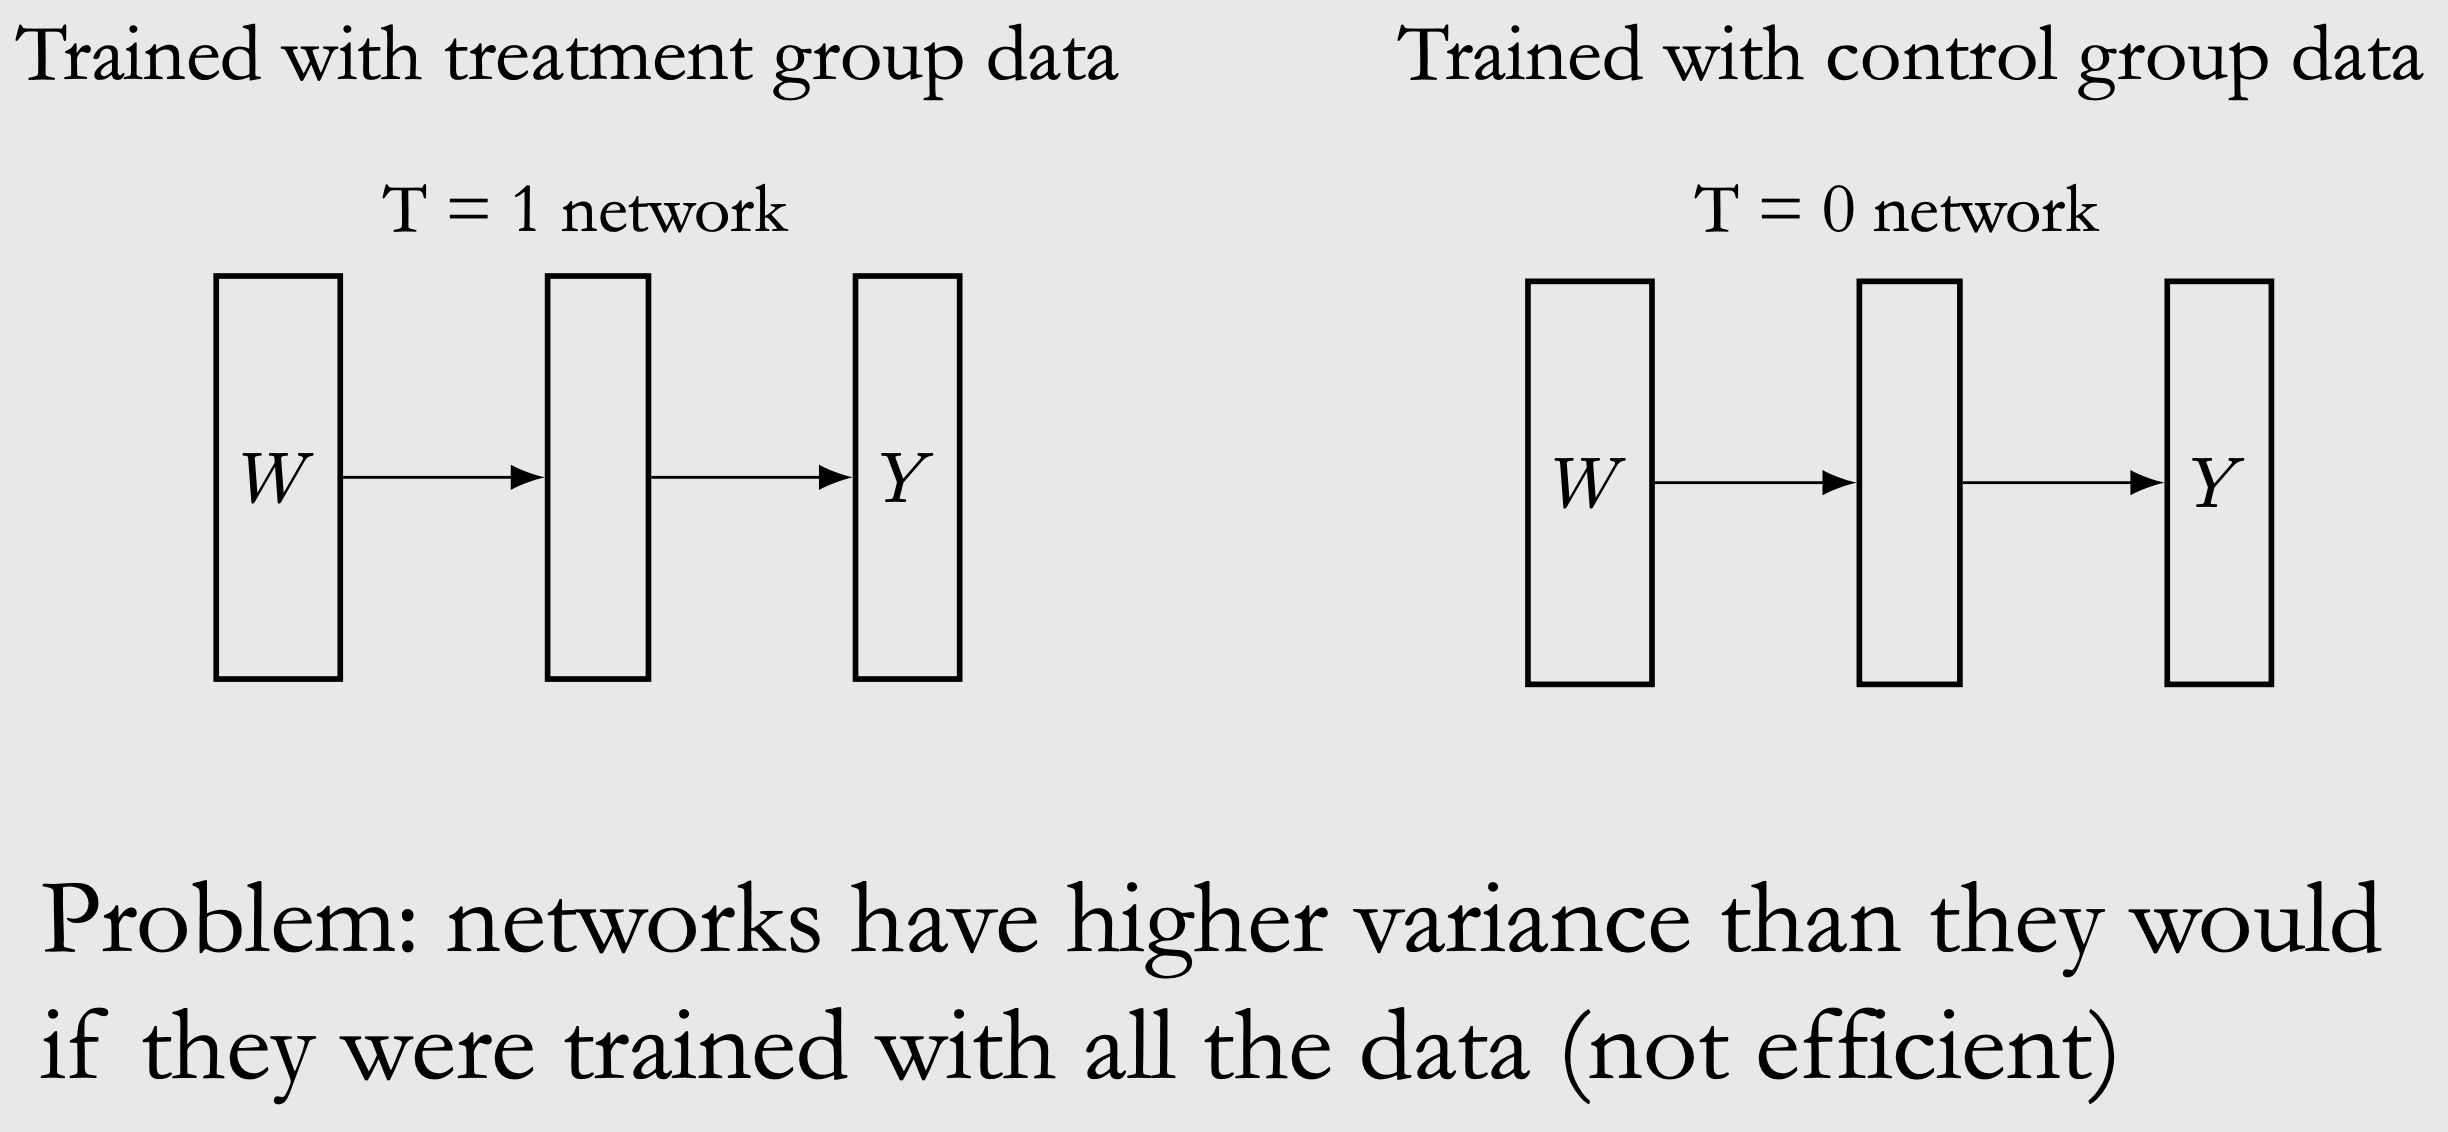 Trained with treatment group data
Trained with control group data
T = 1 network
T = 0 network
W
Y
W
Y
Problem: networks have higher variance than they would
if they were trained with all the data (not efficient)